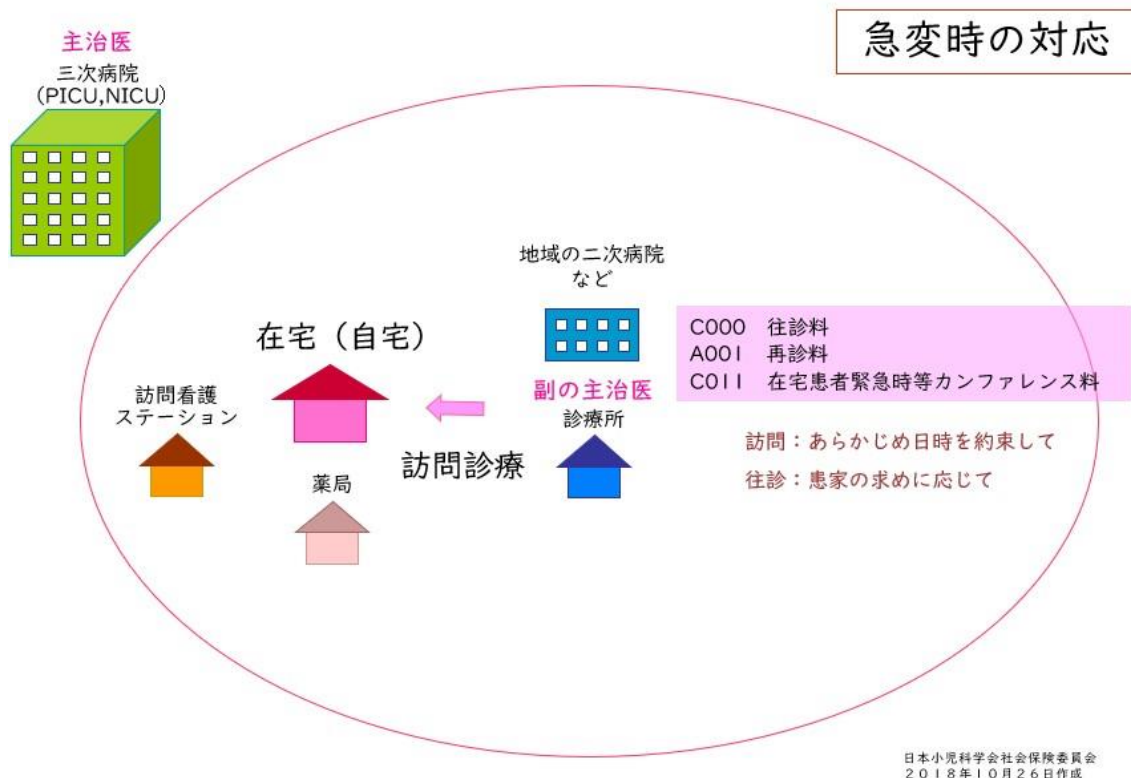 急変時の対応
主治医
三次病院
(PICU,NICU)
地域の二次病院
など
C000 往診料
A001 再診料
C011 在宅患者緊急時等カンファレンス料
在宅（自宅）
副の主治医
診療所
訪問看護
ステーション
訪問：あらかじめ日時を約束して
訪問診療
往診：患家の求めに応じて
薬局
日本小児科学会社会保険委員会
2018年10月26日作成